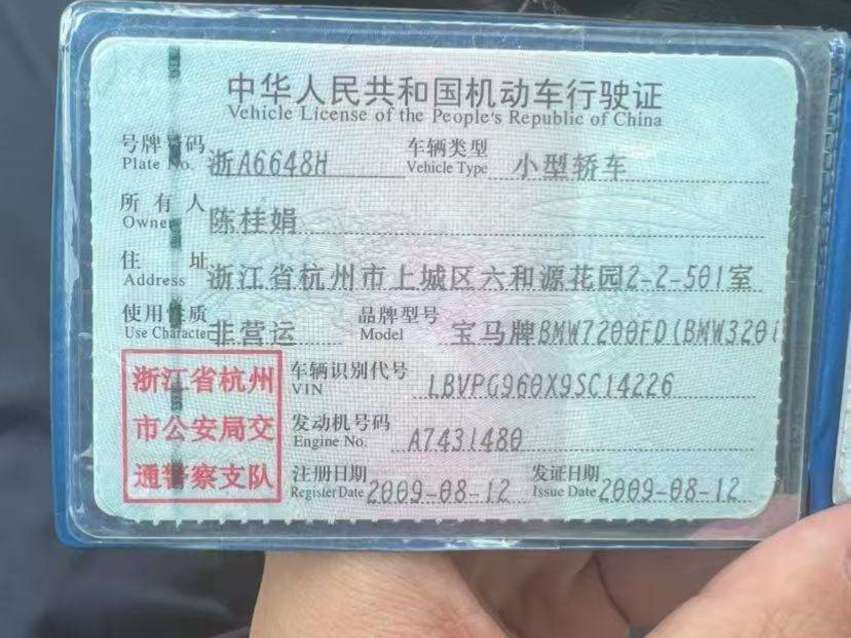 中华人民共和国机动车行驶证
Vehicle License of the People's Republic of China
号牌号码 浙A6648H 车辆类型 小型轿车
Plate No. Vehicle Type
所有人 陈桂娟
Owner
住址 浙江省杭州市上城区六和源花园2-2-501室
Address
使用性质 非营运 品牌型号 宝马牌BMW7200FD(BMW320i
Use Character Model
浙江省杭州
市公安局交
通警察支队
车辆识别代号 LBVPG960X9SC14226
VIN
发动机号码 A7431480
Engine No.
注册日期 2009-08-12 发证日期 2009-08-12
Register Date Issue Date